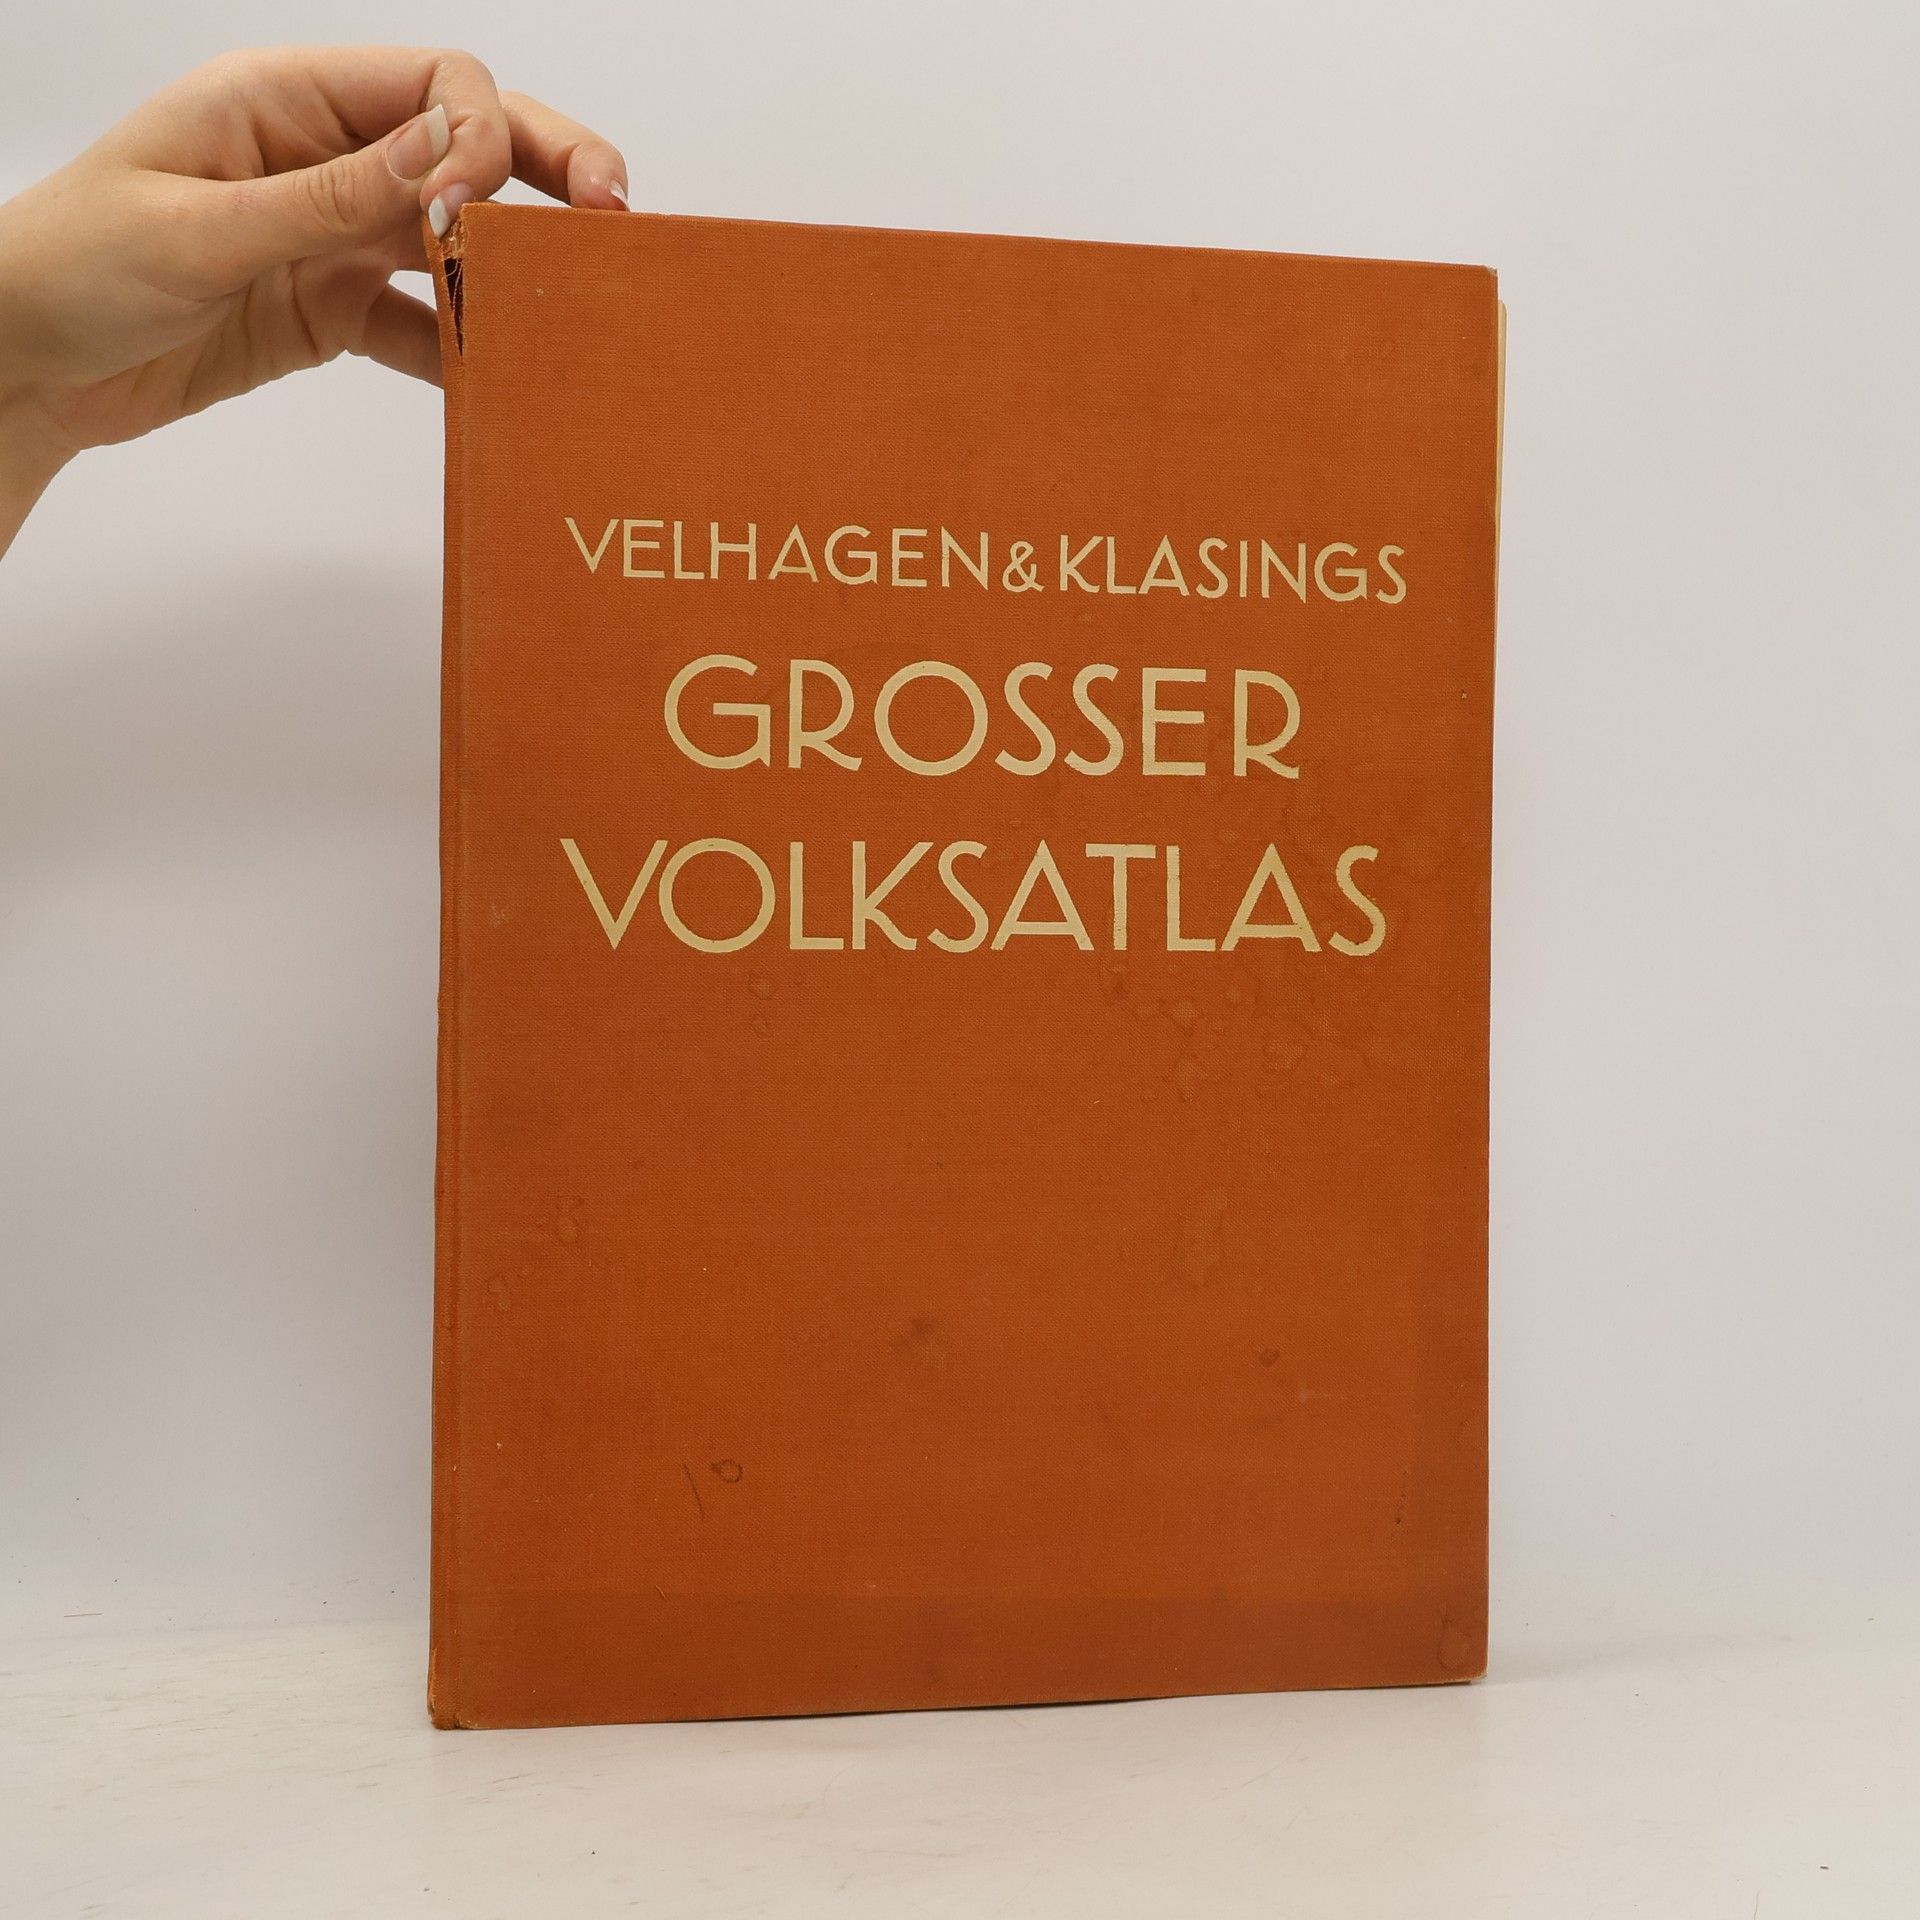 VELHAGEN & KLASINGS
GROSSER
VOLKSATLAS